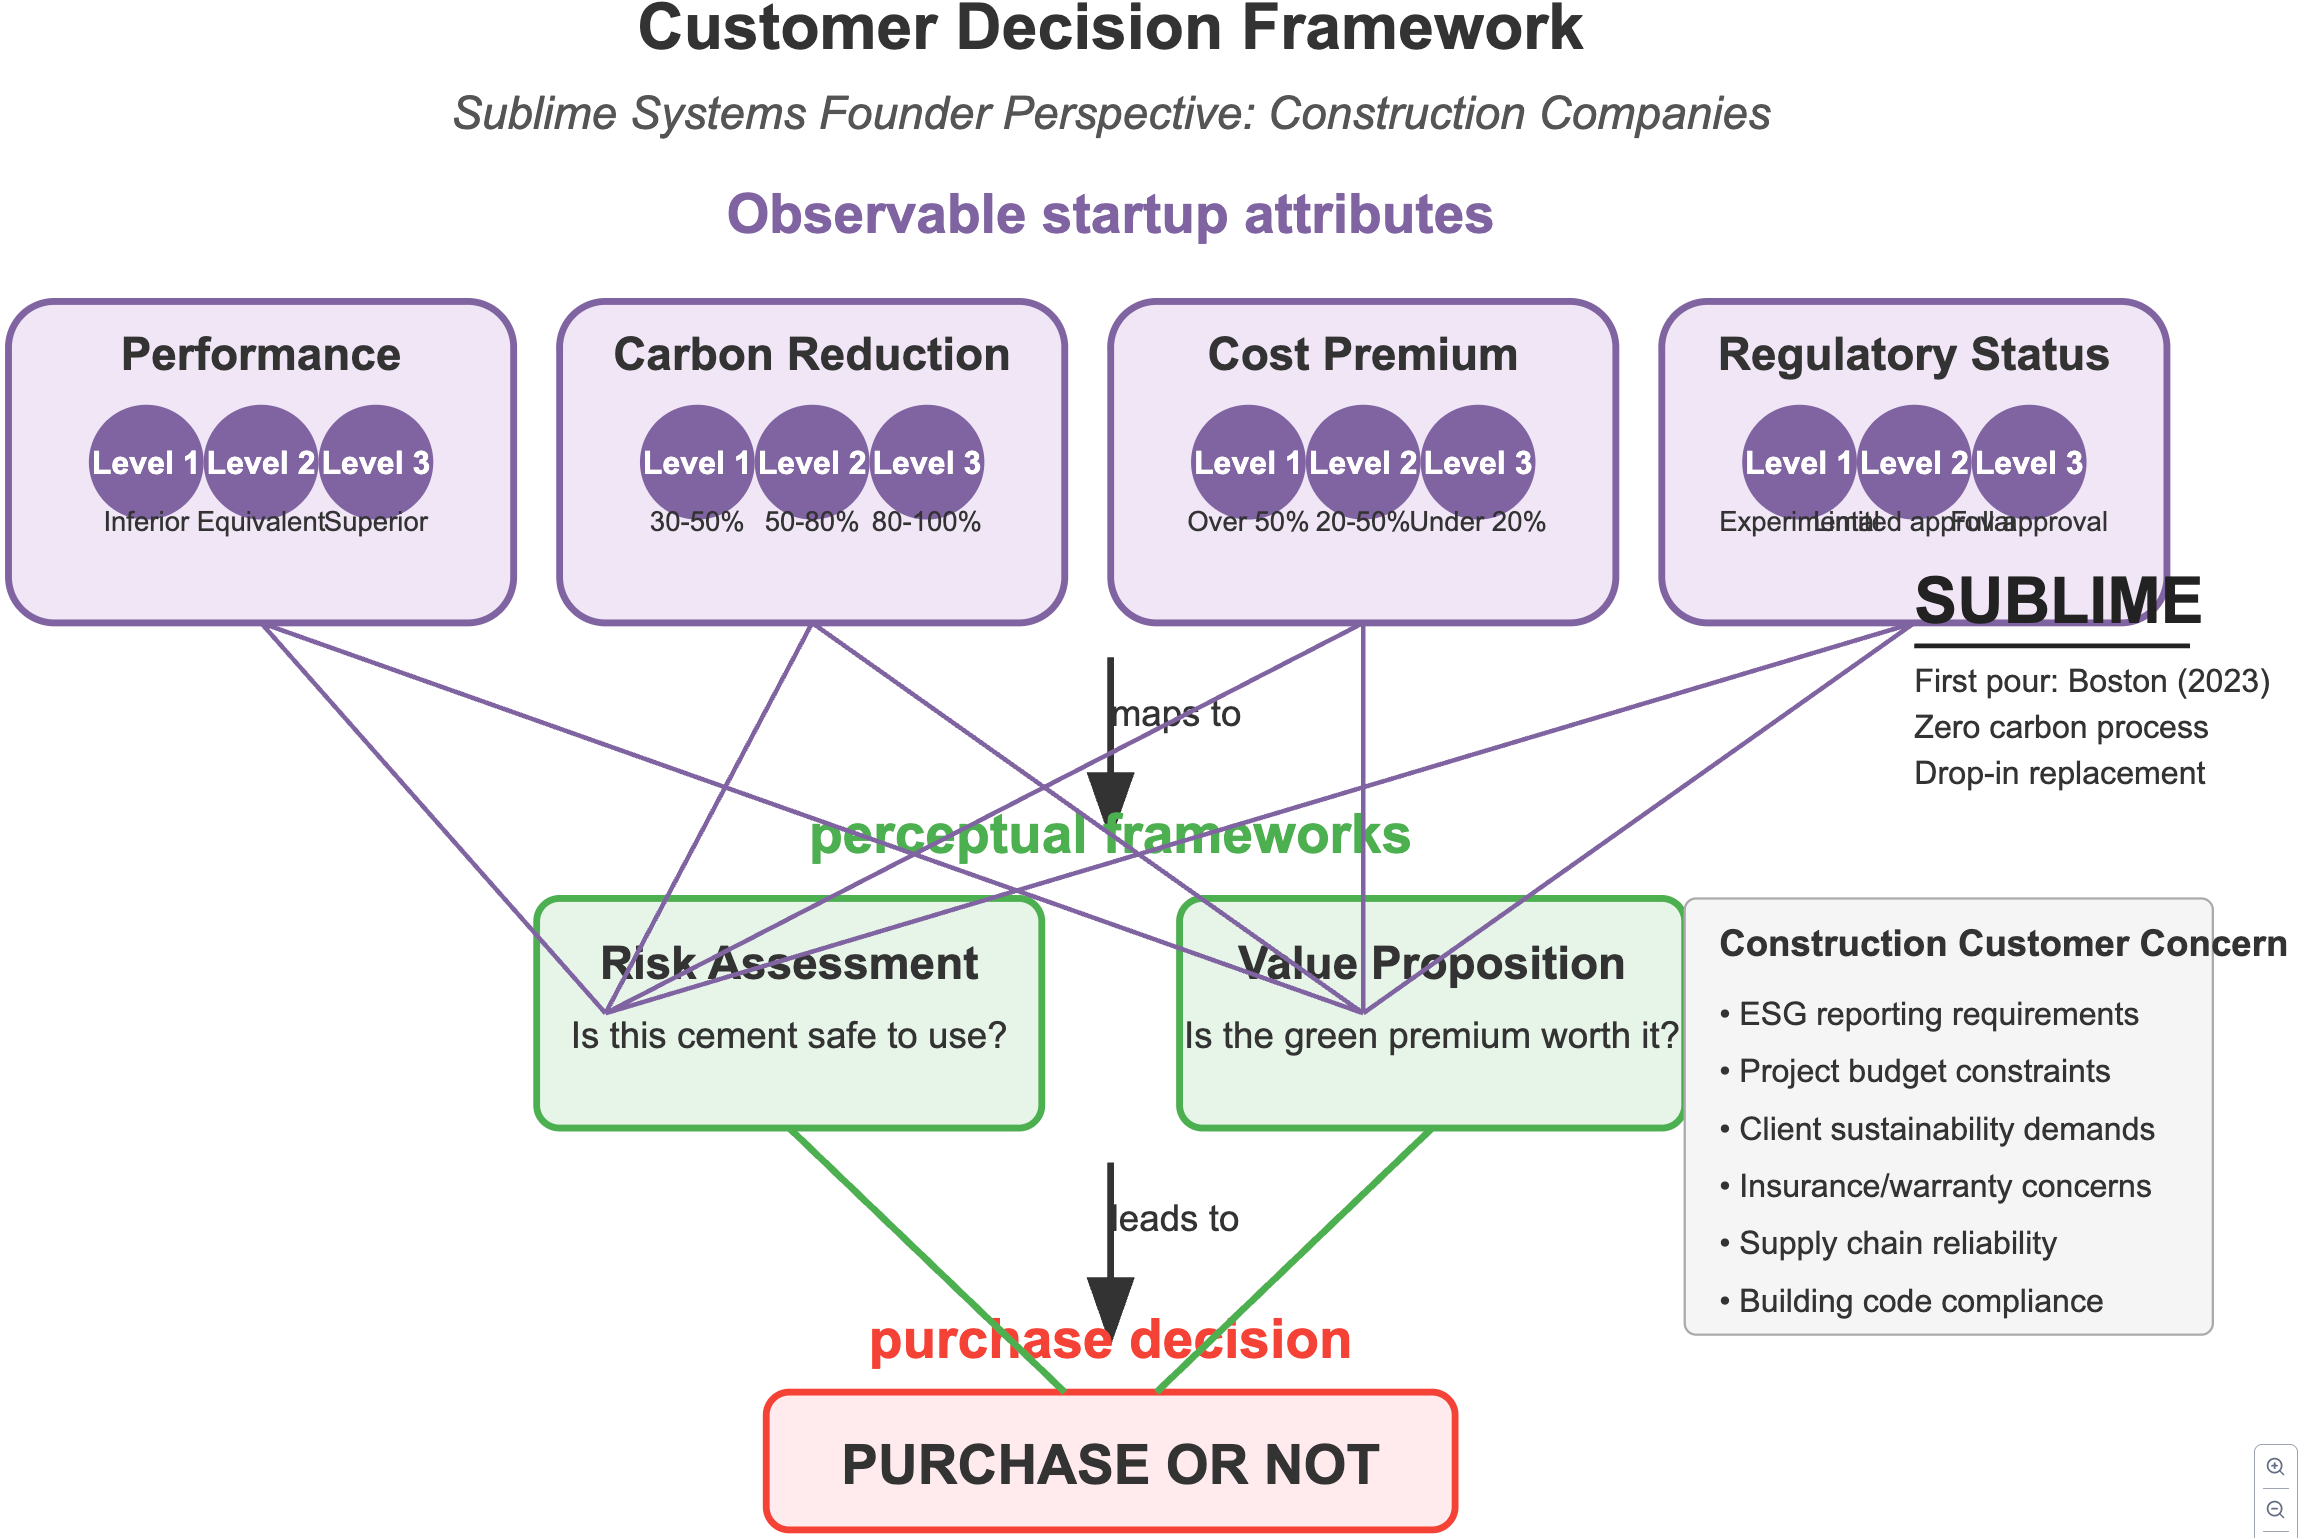 Customer Decision Framework
Sublime Systems Founder Perspective: Construction Companies
Observable startup attributes
Performance
Level 1 Level 2 Level 3
Inferior Equivalent Superior
Carbon Reduction
Level 1 Level 2 Level 3
30-50% 50-80% 80-100%
Cost Premium
Level 1 Level 2 Level 3
Over 50% 20-50% Under 20%
Regulatory Status
Level 1 Level 2 Level 3
Experimental Limited approval Full approval
SUBLIME
First pour: Boston (2023)
Zero carbon process
Drop-in replacement
maps to
perceptual frameworks
Risk Assessment
Is this cement safe to use?
Value Proposition
Is the green premium worth it?
Construction Customer Concern
• ESG reporting requirements
• Project budget constraints
• Client sustainability demands
• Insurance/warranty concerns
• Supply chain reliability
• Building code compliance
leads to
purchase decision
PURCHASE OR NOT